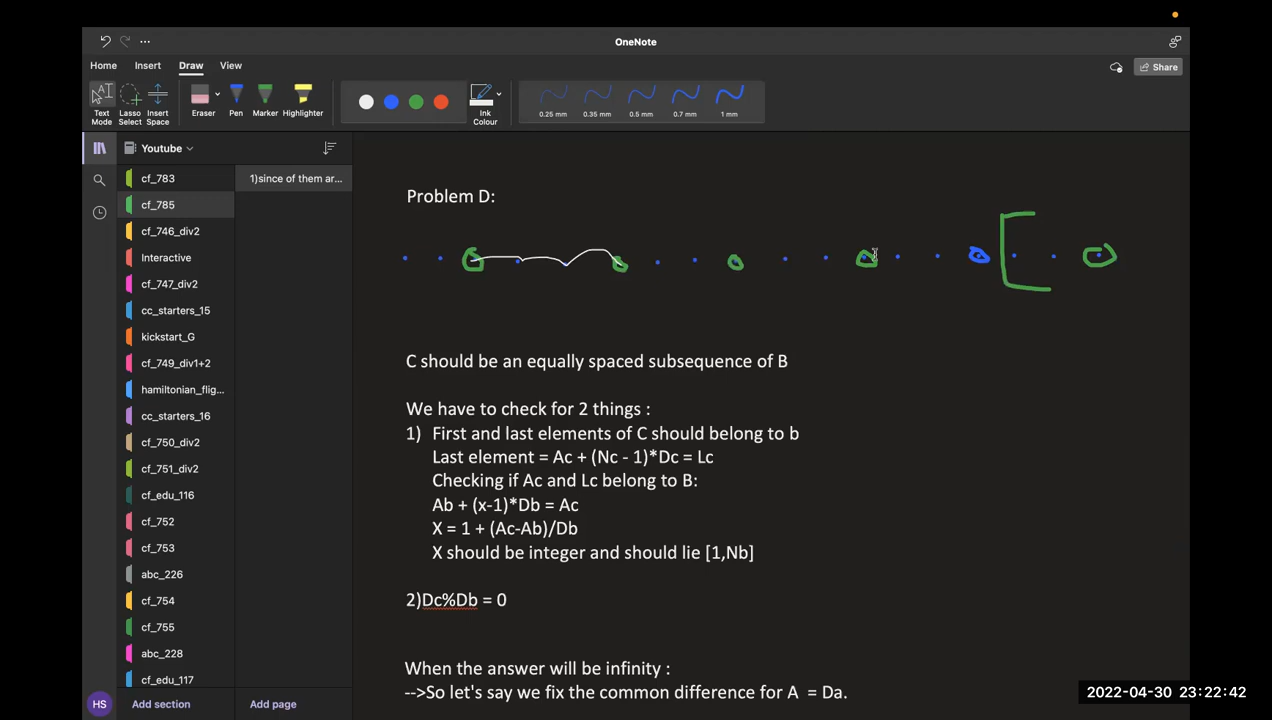 OneNote
Home Insert Draw View
Share
Text Mode
Lasso Select
Insert Space
Eraser
Pen
Marker
Highlighter
Ink Colour
0.25 mm
0.35 mm
0.5 mm
0.7 mm
1 mm
Youtube
cf_783
cf_785
cf_746_div2
Interactive
cf_747_div2
cc_starters_15
kickstart_G
cf_749_div1+2
hamiltonian_flig...
cc_starters_16
cf_750_div2
cf_751_div2
cf_edu_116
cf_752
cf_753
abc_226
cf_754
cf_755
abc_228
cf_edu_117
HS
Add section
1)since of them ar...
Add page
Problem D:
C should be an equally spaced subsequence of B
We have to check for 2 things :
1) First and last elements of C should belong to b
Last element = Ac + (Nc - 1)*Dc = Lc
Checking if Ac and Lc belong to B:
Ab + (x-1)*Db = Ac
X = 1 + (Ac-Ab)/Db
X should be integer and should lie [1,Nb]
2)Dc%Db = 0
When the answer will be infinity :
-->So let's say we fix the common difference for A = Da.
2022-04-30 23:22:42